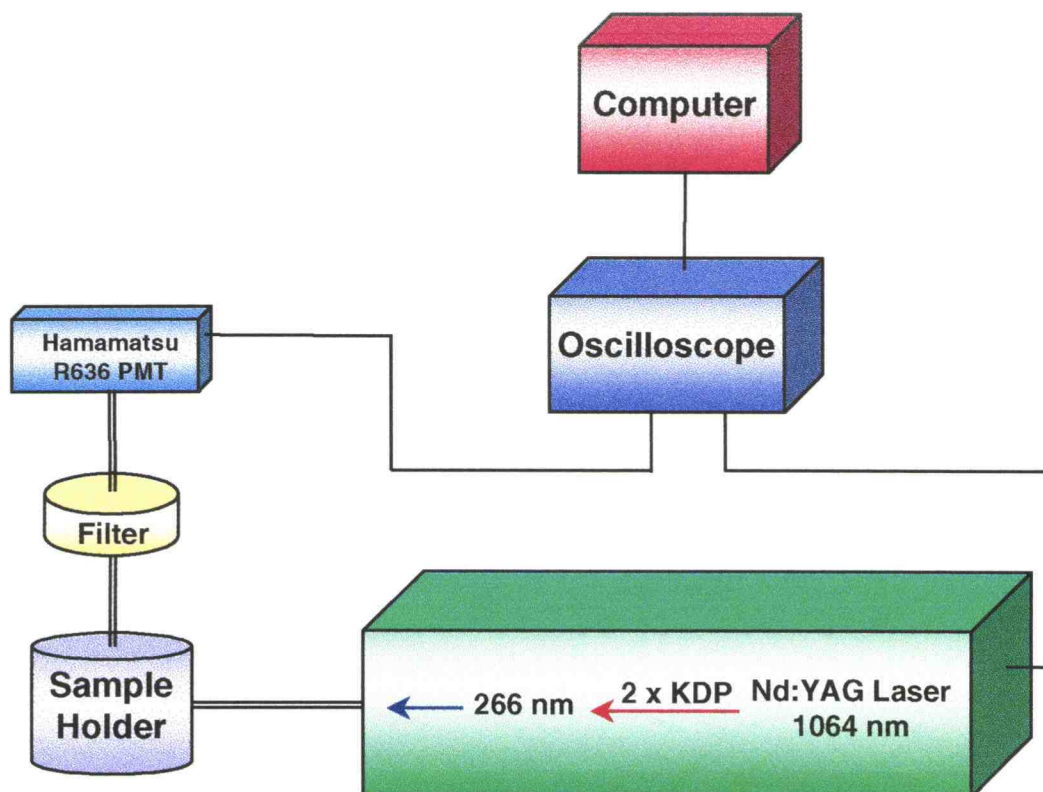 Computer
Oscilloscope
Hamamatsu
R636 PMT
Filter
Sample
Holder
266 nm
2 x KDP
Nd:YAG Laser
1064 nm